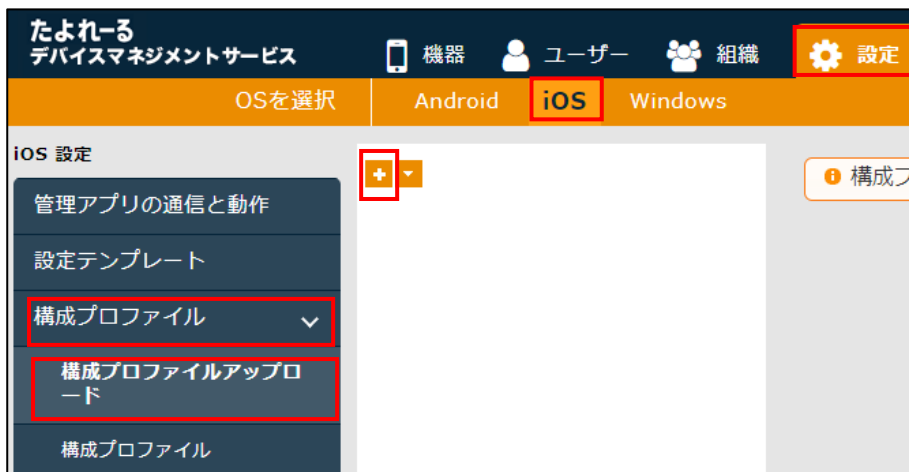 たよれーる
デバイスマネジメントサービス
機器 ユーザー 組織 設定
OSを選択 Android iOS Windows
iOS 設定
構成プ
管理アプリの通信と動作
設定テンプレート
構成プロファイル
構成プロファイルアップロ
ード
構成プロファイル